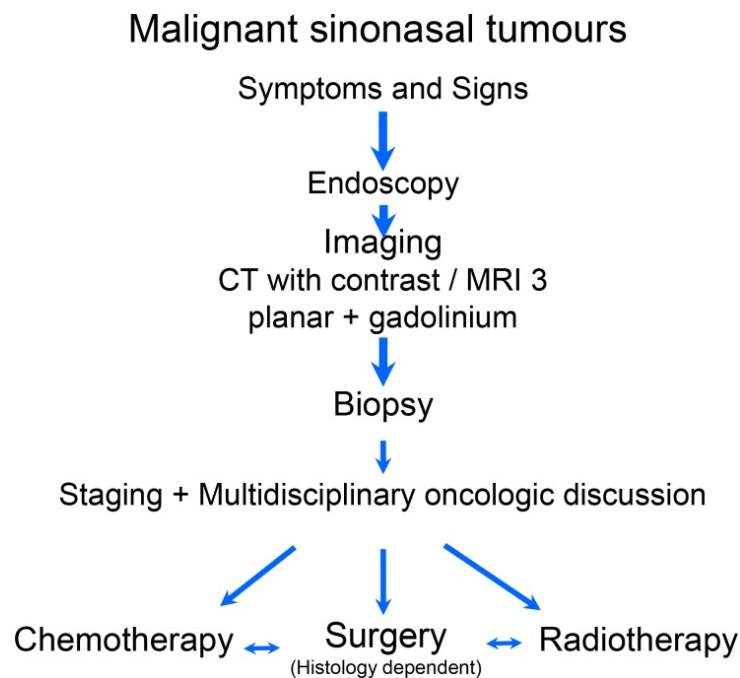 Malignant sinonasal tumours
Symptoms and Signs
Endoscopy
Imaging
CT with contrast / MRI 3
planar + gadolinium
Biopsy
Staging + Multidisciplinary oncologic discussion
Chemotherapy Surgery Radiotherapy
(Histology dependent)